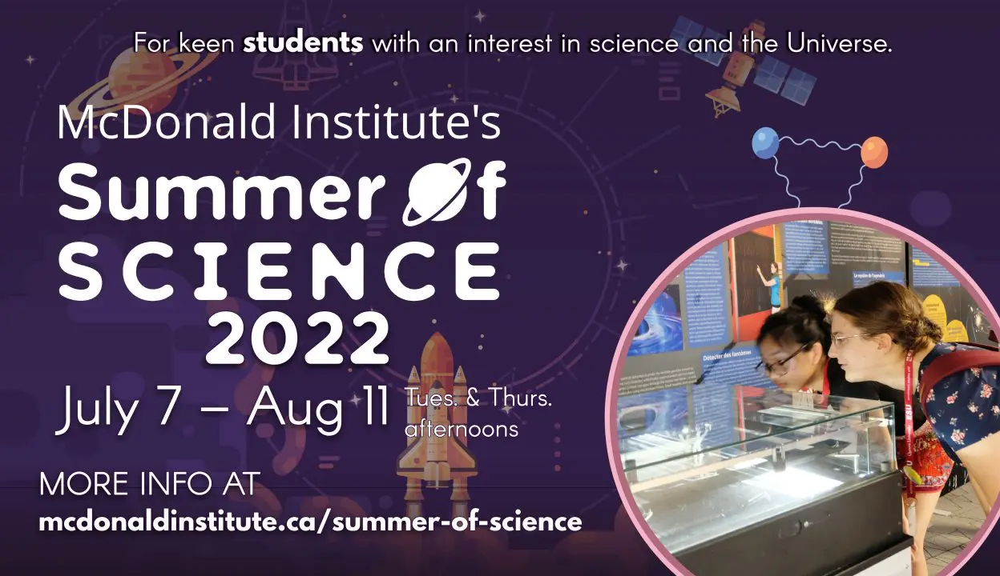 For keen students with an interest in science and the Universe.
McDonald Institute's
Summer Of
SCIENCE
2022
July 7 – Aug 11
Tues. & Thurs.
afternoons
MORE INFO AT
mcdonaldinstitute.ca/summer-of-science
Détecter des fantômes